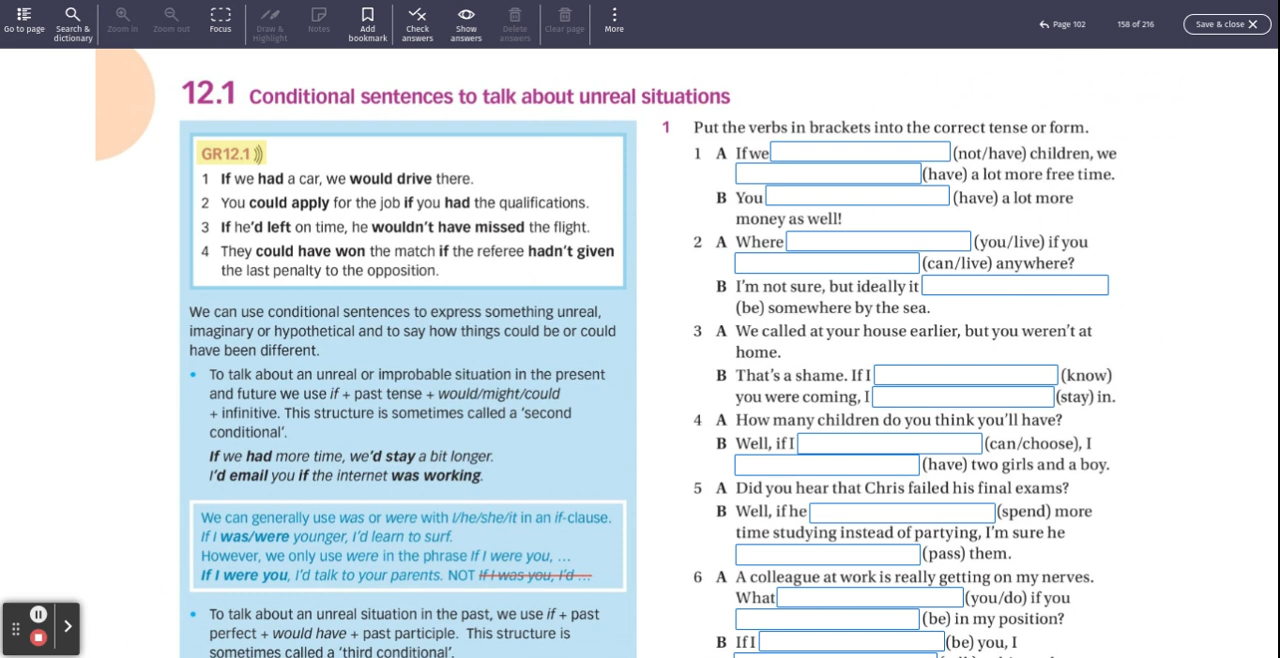 Go to page
Search & dictionary
Zoom in
Zoom out
Focus
Draw & Highlight
Notes
Add bookmark
Check answers
Show answers
Delete answers
Clear page
More
Page 102
158 of 216
Save & close
12.1 Conditional sentences to talk about unreal situations
GR12.1
1 If we had a car, we would drive there.
2 You could apply for the job if you had the qualifications.
3 If he'd left on time, he wouldn't have missed the flight.
4 They could have won the match if the referee hadn't given
the last penalty to the opposition.
We can use conditional sentences to express something unreal,
imaginary or hypothetical and to say how things could be or could
have been different.
• To talk about an unreal or improbable situation in the present
and future we use if + past tense + would/might/could
+ infinitive. This structure is sometimes called a 'second
conditional'.
If we had more time, we'd stay a bit longer.
I'd email you if the internet was working.
We can generally use was or were with I/he/she/it in an if-clause.
If I was/were younger, I'd learn to surf.
However, we only use were in the phrase If I were you, ...
If I were you, I'd talk to your parents. NOT If I was you, I'd ...
• To talk about an unreal situation in the past, we use if + past
perfect + would have + past participle. This structure is
sometimes called a 'third conditional'.
1 Put the verbs in brackets into the correct tense or form.
1 A If we (not/have) children, we
(have) a lot more free time.
B You (have) a lot more
money as well!
2 A Where (you/live) if you
(can/live) anywhere?
B I'm not sure, but ideally it
(be) somewhere by the sea.
3 A We called at your house earlier, but you weren't at
home.
B That's a shame. If I (know)
you were coming, I (stay) in.
4 A How many children do you think you'll have?
B Well, if I (can/choose), I
(have) two girls and a boy.
5 A Did you hear that Chris failed his final exams?
B Well, if he (spend) more
time studying instead of partying, I'm sure he
(pass) them.
6 A A colleague at work is really getting on my nerves.
What (you/do) if you
(be) in my position?
B If I (be) you, I